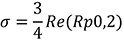 σ = 3/4 Re(Rp0,2)